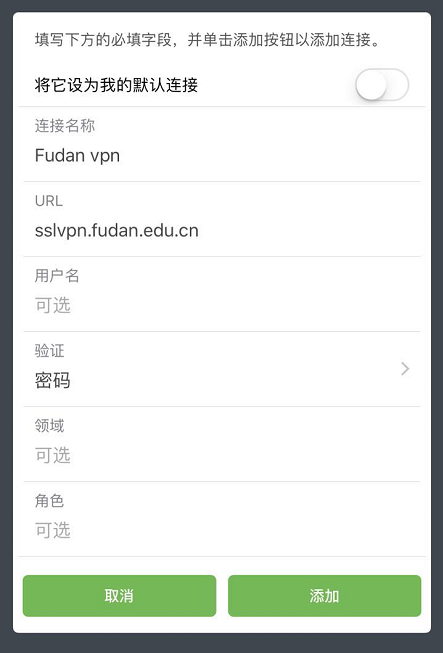 填写下方的必填字段，并单击添加按钮以添加连接。
将它设为我的默认连接
连接名称
Fudan vpn
URL
sslvpn.fudan.edu.cn
用户名
可选
验证
密码
领域
可选
角色
可选
取消
添加